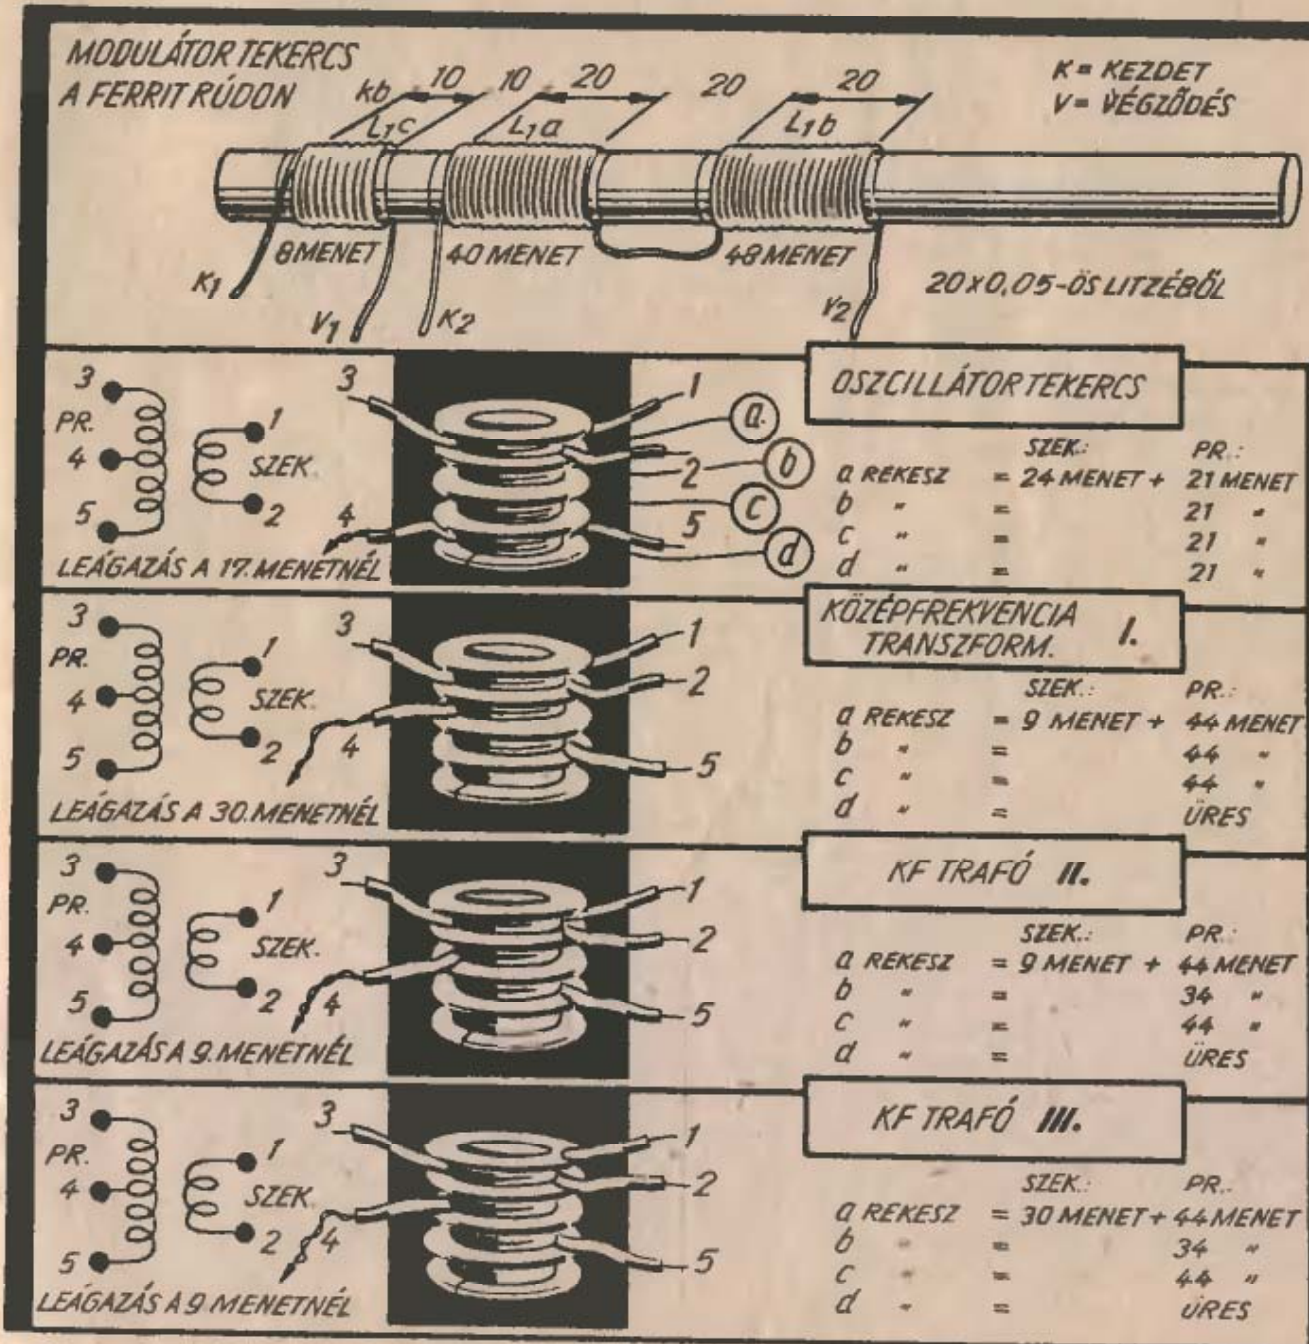 MODULÁTOR TEKERCS
A FERRIT RÚDON
kb 10 10 20 20 20
K = KEZDET
V = VÉGZŐDÉS
L1c L1a L1b
8 MENET 40 MENET 48 MENET
K1 V1 K2 V2
20x0,05-ÖS LITZÉBŐL
OSZCILLÁTOR TEKERCS
3
PR.
4
5
1
SZEK.
2
LEÁGAZÁS A 17. MENETNÉL
3
4
1
2
5
a.
b
c
d
SZEK.: PR.:
a REKESZ = 24 MENET + 21 MENET
b " = 21 "
c " = 21 "
d " = 21 "
KÖZÉPFREKVENCIA
TRANSZFORM. I.
3
PR.
4
5
1
SZEK.
2
LEÁGAZÁS A 30. MENETNÉL
3
4
1
2
5
SZEK.: PR.:
a REKESZ = 9 MENET + 44 MENET
b " = 44 "
c " = 44 "
d " = ÜRES
KF TRAFÓ II.
3
PR.
4
5
1
SZEK.
2
LEÁGAZÁS A 9. MENETNÉL
3
4
1
2
5
SZEK.: PR.:
a REKESZ = 9 MENET + 44 MENET
b " = 34 "
c " = 44 "
d " = ÜRES
KF TRAFÓ III.
3
PR.
4
5
1
SZEK.
2
LEÁGAZÁS A 9 MENETNÉL
3
4
1
2
5
SZEK.: PR.:
a REKESZ = 30 MENET + 44 MENET
b " = 34 "
c " = 44 "
d " = ÜRES